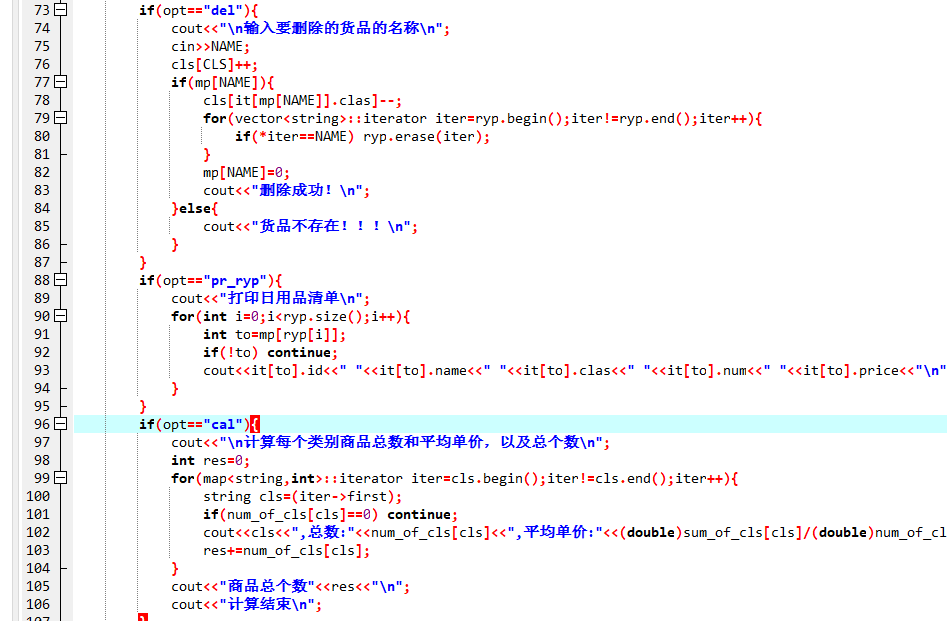 73 if(opt=="del"){
74 cout<<"\n输入要删除的货品的名称\n";
75 cin>>NAME;
76 cls[CLS]++;
77 if(mp[NAME]){
78 cls[it[mp[NAME]].clas]--;
79 for(vector<string>::iterator iter=ryp.begin();iter!=ryp.end();iter++){
80 if(*iter==NAME) ryp.erase(iter);
81 }
82 mp[NAME]=0;
83 cout<<"删除成功！\n";
84 }else{
85 cout<<"货品不存在！！！\n";
86 }
87 }
88 if(opt=="pr_ryp"){
89 cout<<"打印日用品清单\n";
90 for(int i=0;i<ryp.size();i++){
91 int to=mp[ryp[i]];
92 if(!to) continue;
93 cout<<it[to].id<<" "<<it[to].name<<" "<<it[to].clas<<" "<<it[to].num<<" "<<it[to].price<<"\n"
94 }
95 }
96 if(opt=="cal"){
97 cout<<"\n计算每个类别商品总数和平均单价，以及总个数\n";
98 int res=0;
99 for(map<string,int>::iterator iter=cls.begin();iter!=cls.end();iter++){
100 string cls=(iter->first);
101 if(num_of_cls[cls]==0) continue;
102 cout<<cls<<",总数:"<<num_of_cls[cls]<<",平均单价:"<<(double)sum_of_cls[cls]/(double)num_of_cl
103 res+=num_of_cls[cls];
104 }
105 cout<<"商品总个数"<<res<<"\n";
106 cout<<"计算结束\n";
107 }